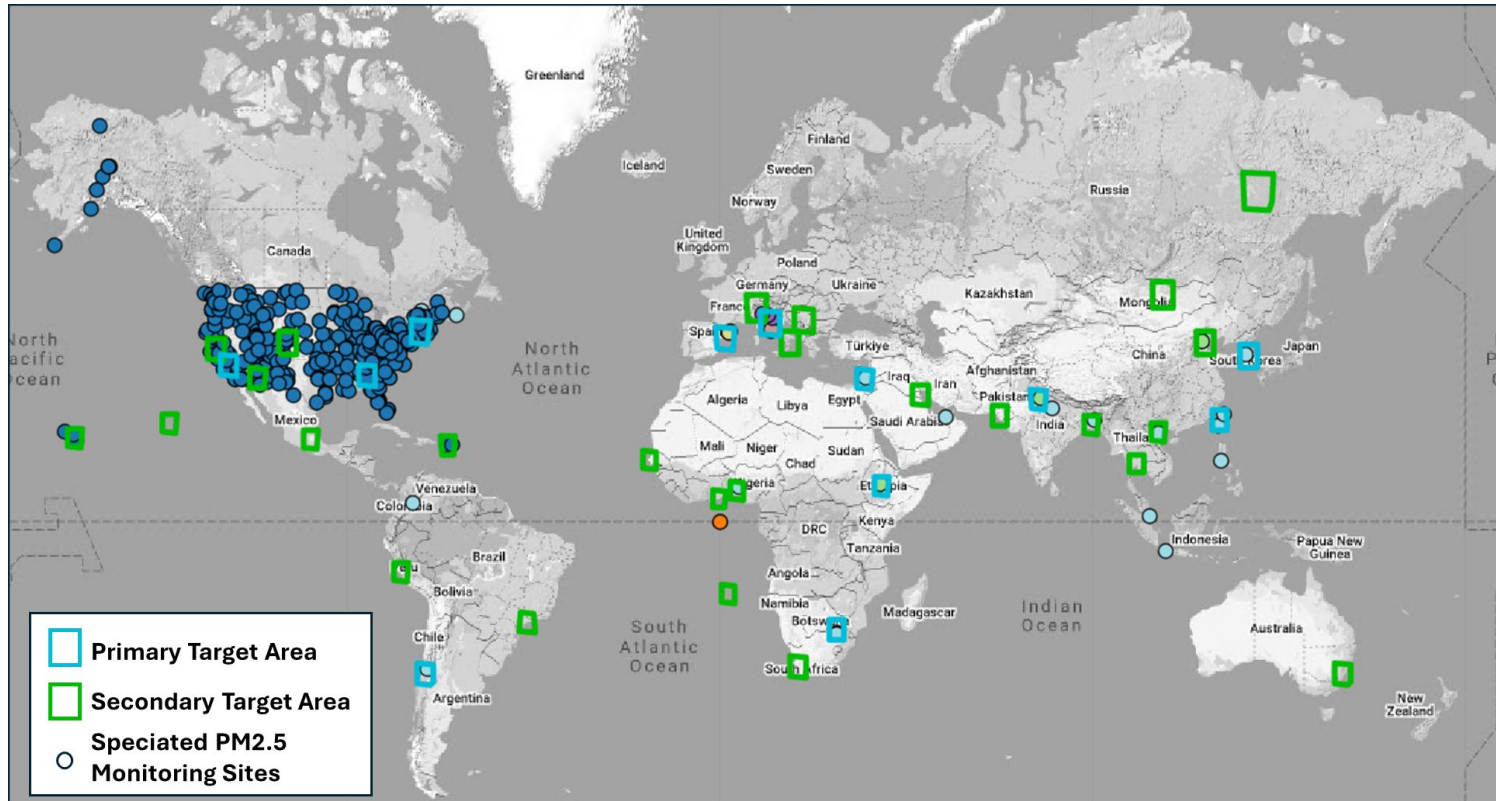 Greenland
Finland
Iceland
Sweden
Russia
Norway
United
Kingdom
Canada
Poland
Germany
Ukraine
Kazakhstan
Mongolia
France
Spain
North
Atlantic
Ocean
Türkiye
China
South Korea
Japan
Afghanistan
Iraq
Iran
Pakistan
Algeria
Libya
Egypt
Saudi Arabia
India
Mexico
Mali
Niger
Sudan
Chad
Thaila
Venezuela
Colombia
Nigeria
Ethiopia
DRC
Kenya
Tanzania
Indonesia
Papua New
Guinea
Brazil
Peru
Angola
Bolivia
Namibia
Madagascar
Botswana
Indian
Ocean
South
Atlantic
Ocean
Chile
Australia
South Africa
Argentina
New
Zealand
Primary Target Area
Secondary Target Area
Speciated PM2.5
Monitoring Sites